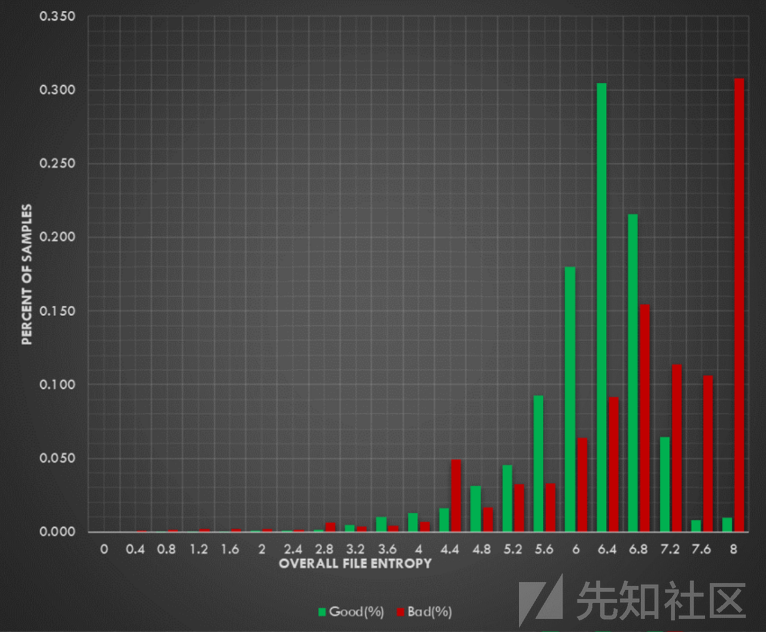 0.350
0.300
0.250
0.200
0.150
0.100
0.050
0.000
PERCENT OF SAMPLES
0 0.4 0.8 1.2 1.6 2 2.4 2.8 3.2 3.6 4 4.4 4.8 5.2 5.6 6 6.4 6.8 7.2 7.6 8
OVERALL FILE ENTROPY
Good(%) Bad(%)
先知社区